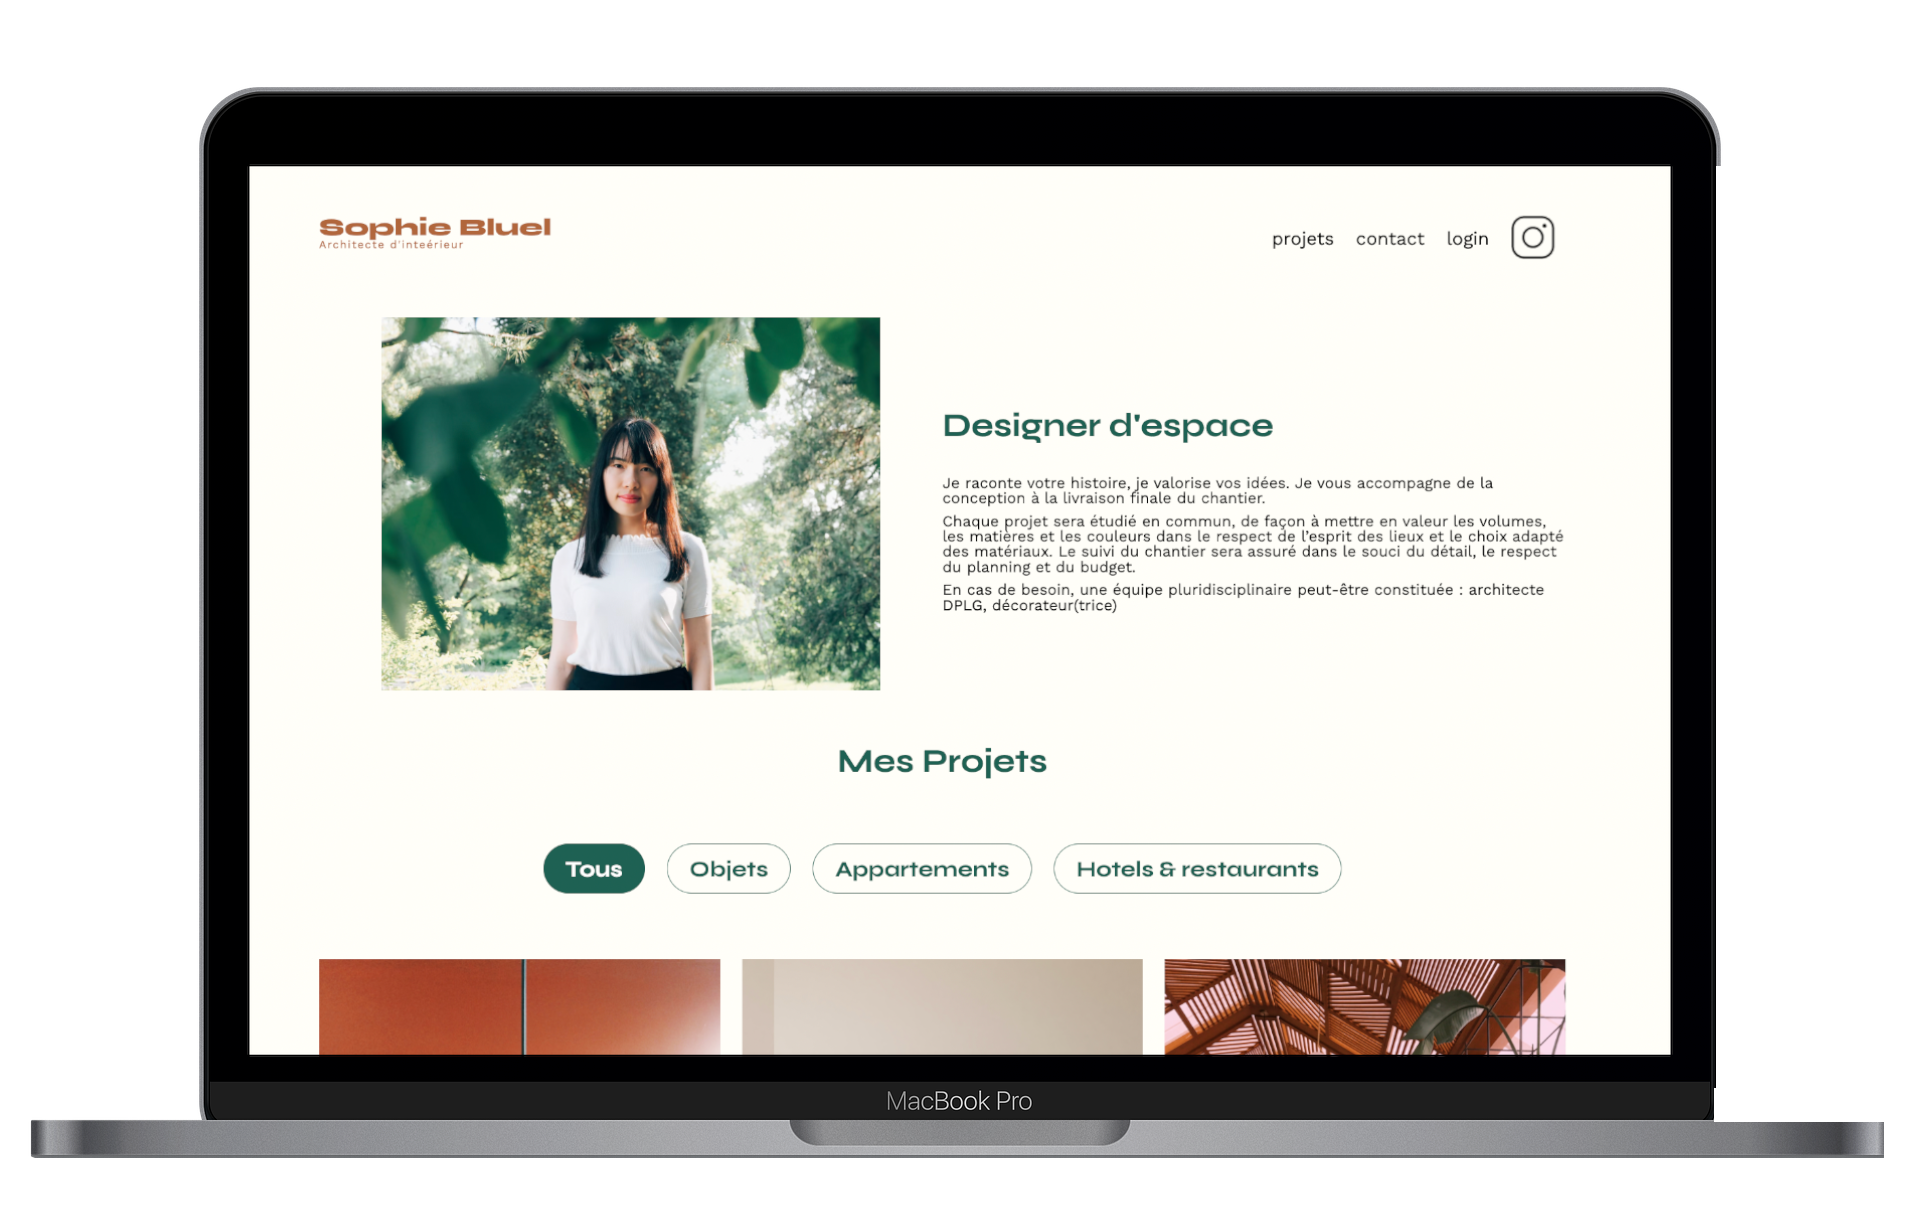 Sophie Bluel
Architecte d'inteérieur
projets contact login
Designer d'espace
Je raconte votre histoire, je valorise vos idées. Je vous accompagne de la
conception à la livraison finale du chantier.
Chaque projet sera étudié en commun, de façon à mettre en valeur les volumes,
les matières et les couleurs dans le respect de l’esprit des lieux et le choix adapté
des matériaux. Le suivi du chantier sera assuré dans le souci du détail, le respect
du planning et du budget.
En cas de besoin, une équipe pluridisciplinaire peut-être constituée : architecte
DPLG, décorateur(trice)
Mes Projets
Tous Objets Appartements Hotels & restaurants
MacBook Pro